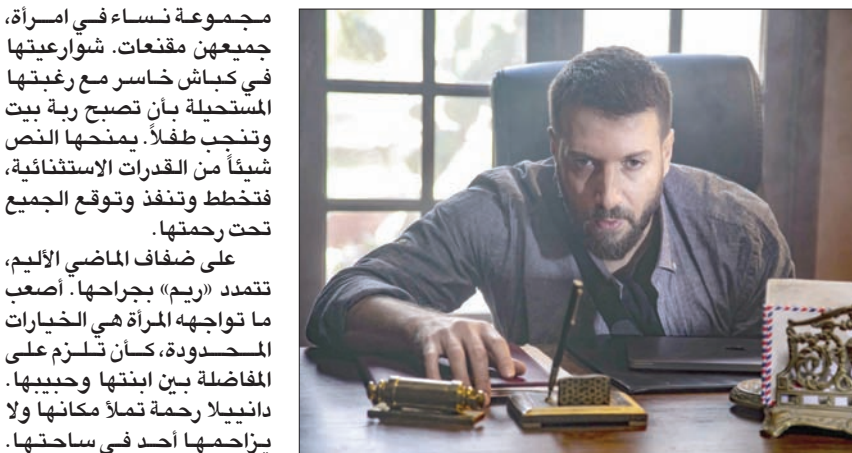 مجموعة نساء في امرأة،
جميعهن مقنعات. شوارعيتها
في كباش خاسر مع رغبتها
المستحيلة بأن تصبح ربة بيت
وتنجب طفلاً. يمنحها النص
شيئاً من القدرات الاستثنائية،
فتخطط وتنفذ وتوقع الجميع
تحت رحمتها.
على ضفاف الماضي الأليم،
تتمدد «ريم» بجراحها. أصعب
ما تواجهه المرأة هي الخيارات
المحدودة، كأن تلزم على
المفاضلة بين ابنتها وحبيبها.
دانييلا رحمة تملأ مكانها ولا
يزاحمها أحد في ساحتها.